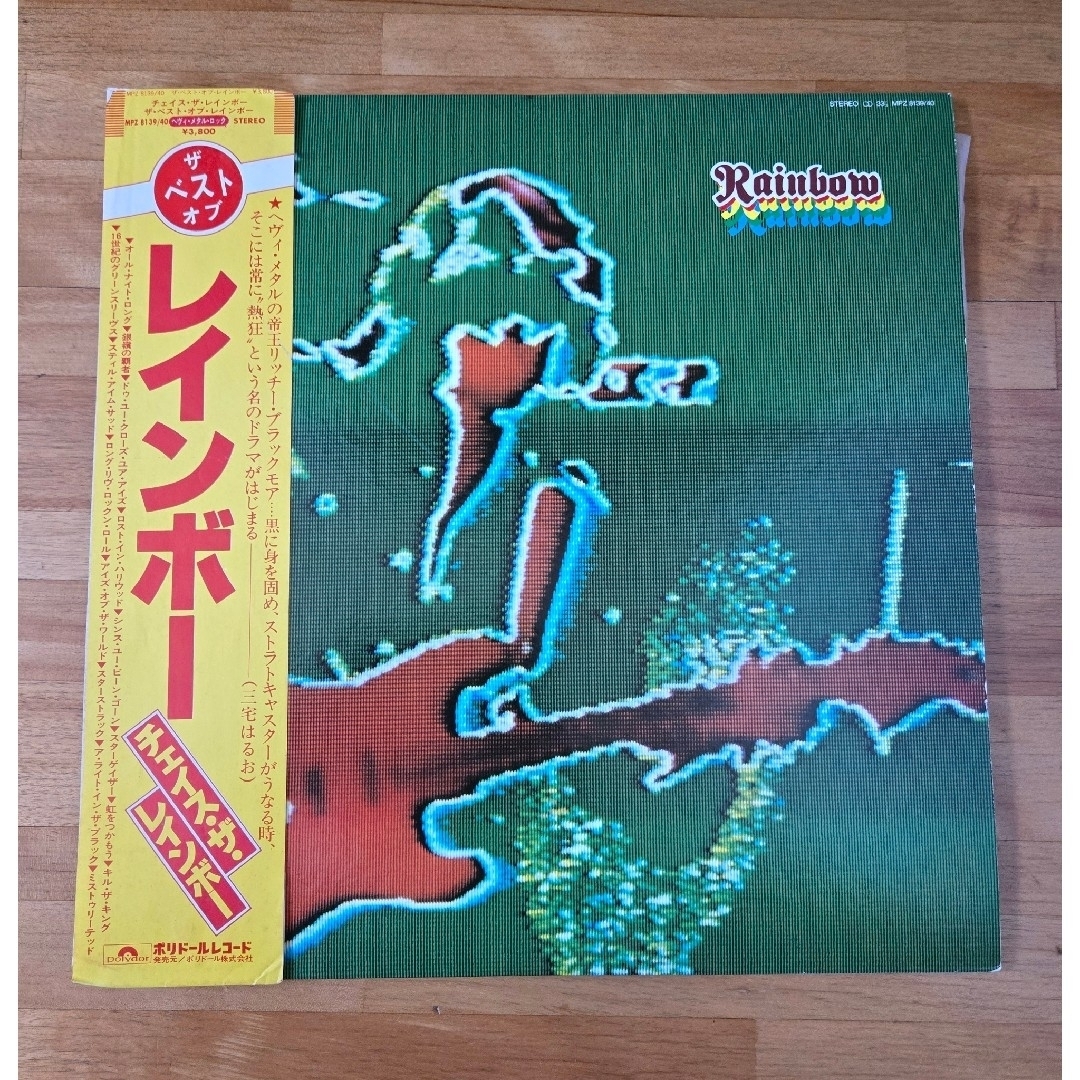 MPZ 8139/40 ザ・ベスト・オブ・レインボー
チェイス・ザ・レインボー
ザ・ベスト・オブ・レインボー
MPZ 8139/40 ヘヴィ・メタル・ロック STEREO
¥3,800
ザ
ベスト
オブ
レインボー
チェイス・ザ・
レインボー
★ヘヴィ・メタルの帝王リッチー・ブラックモア……黒に身を固め、ストラトキャスターがうなる時、
そこには常に“熱狂”という名のドラマがはじまる————(三宅はるお)
▼オール・ナイト・ロング▼銀嶺の覇者▼ドゥ・ユー・クローズ・ユア・アイズ▼ロスト・イン・ハリウッド▼シンス・ユー・ビーン・ゴーン▼スターゲイザー▼虹をつかもう▼キル・ザ・キング
▼16世紀のグリーンスリーヴス▼スティル・アイム・サッド▼ロング・リヴ・ロックン・ロール▼アイズ・オブ・ザ・ワールド▼スターストラック▼ア・ライト・イン・ザ・ブラック▼ミストゥリーテッド
polydor
ポリドールレコード
発売元/ポリドール株式会社
STEREO MPZ 8139/40
Rainbow
Rainbow